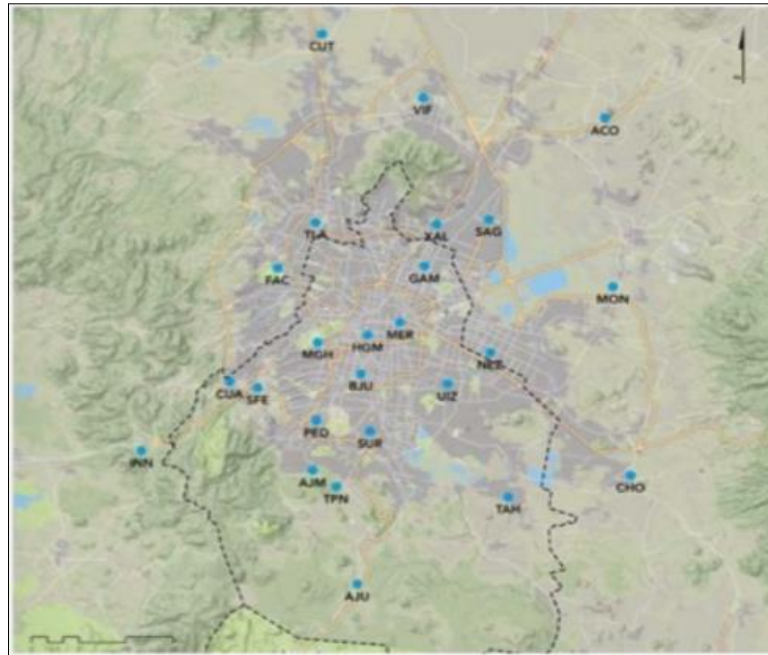 CUT
VIF
ACO
TLA
XAL
SAG
FAC
GAM
MON
MER
HGM
MGH
NEZ
BJU
CUA
SFE
UIZ
PED
SUR
INN
AJM
TPN
CHO
TAH
AJU